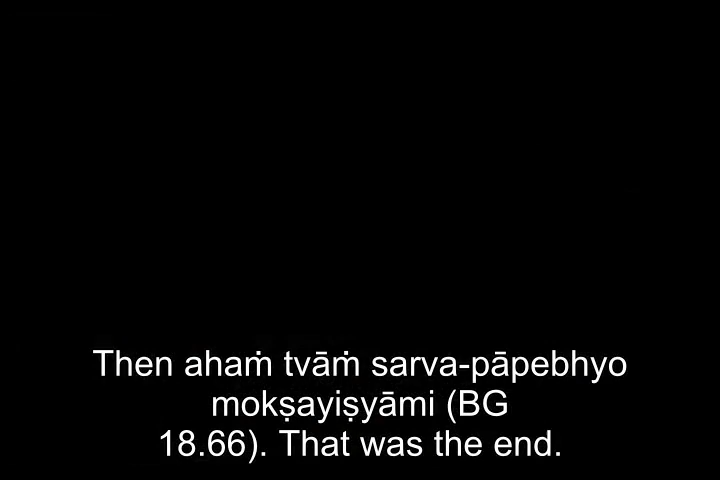 Then ahaṁ tvāṁ sarva-pāpebhyo
mokṣayiṣyāmi (BG
18.66). That was the end.